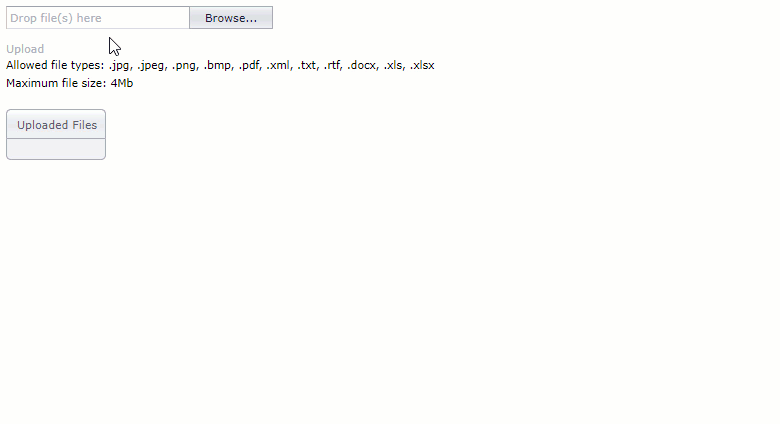 Drop file(s) here Browse...
Upload
Allowed file types: .jpg, .jpeg, .png, .bmp, .pdf, .xml, .txt, .rtf, .docx, .xls, .xlsx
Maximum file size: 4Mb
Uploaded Files